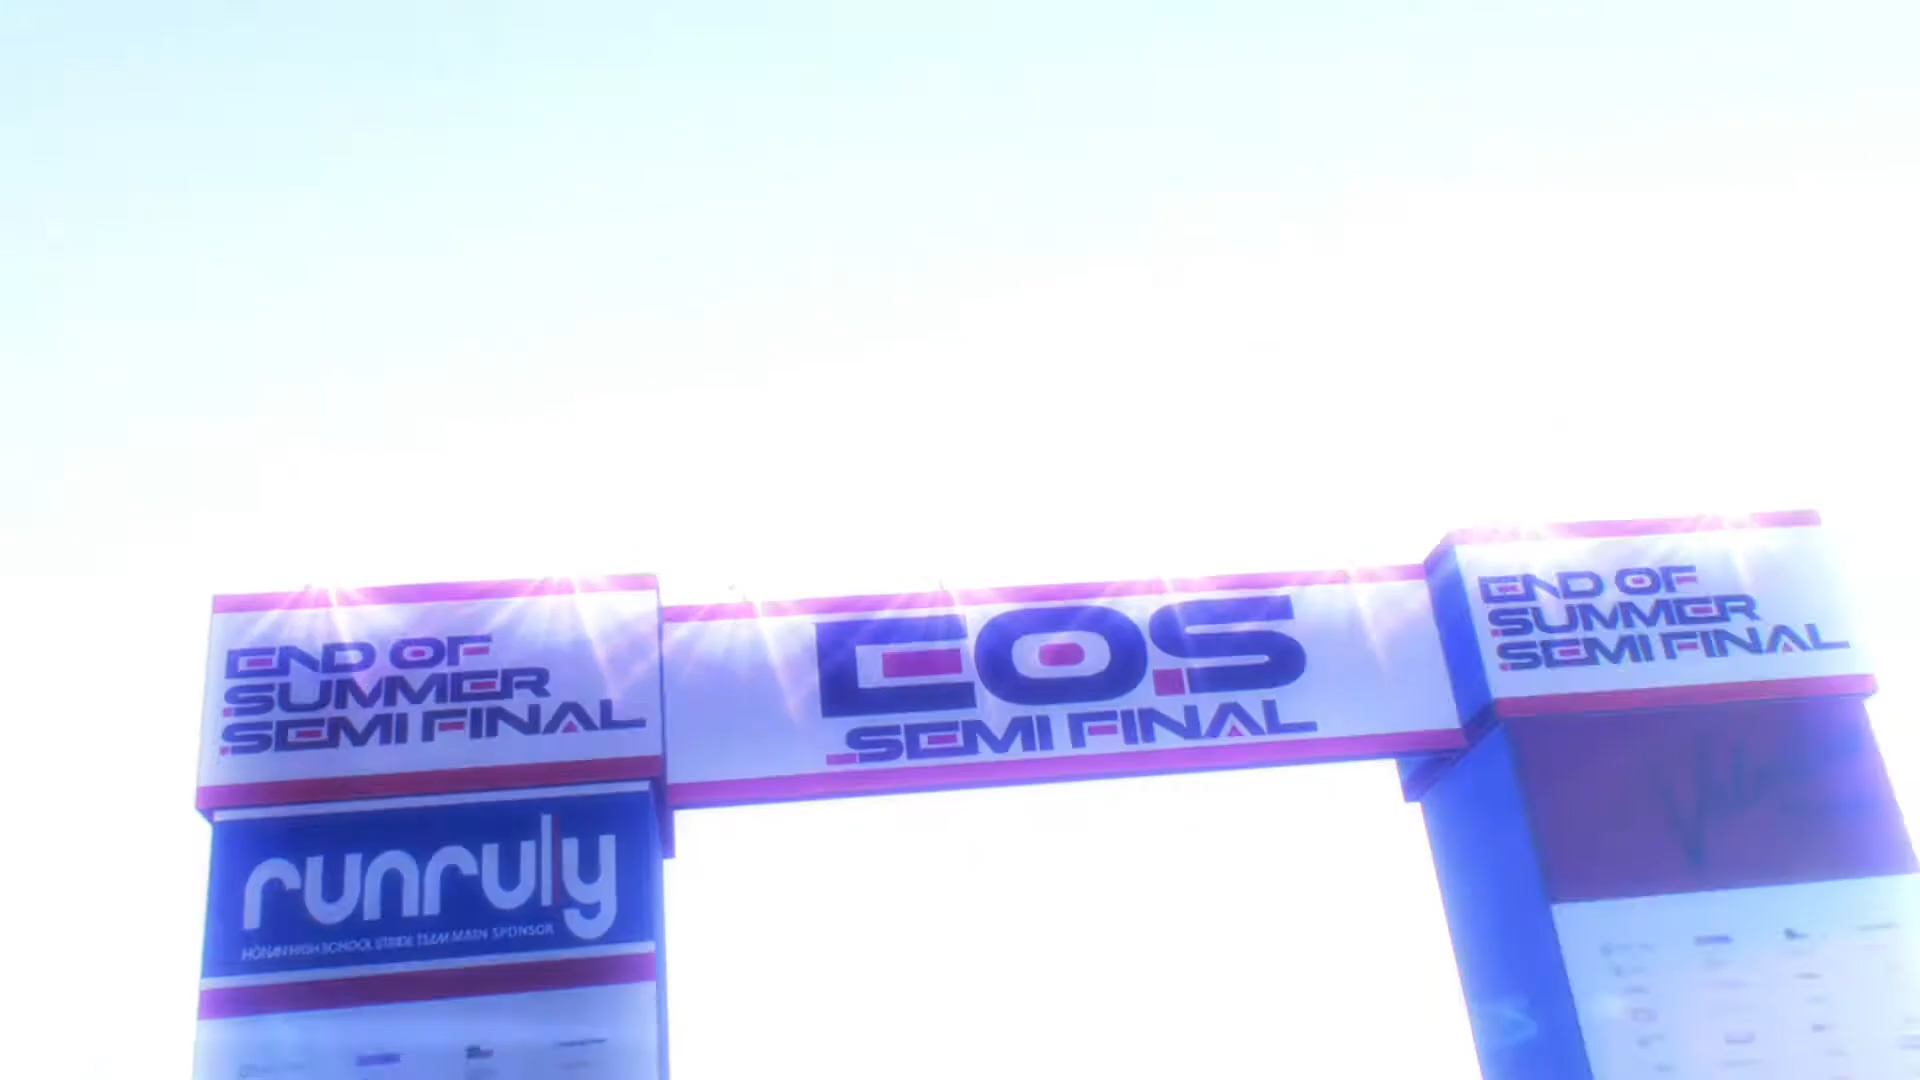 END OF
SUMMER
SEMI FINAL
EOS
SEMI FINAL
END OF
SUMMER
SEMI FINAL
runruly
HONAN HIGH SCHOOL STRIDE TEAM MAIN SPONSOR